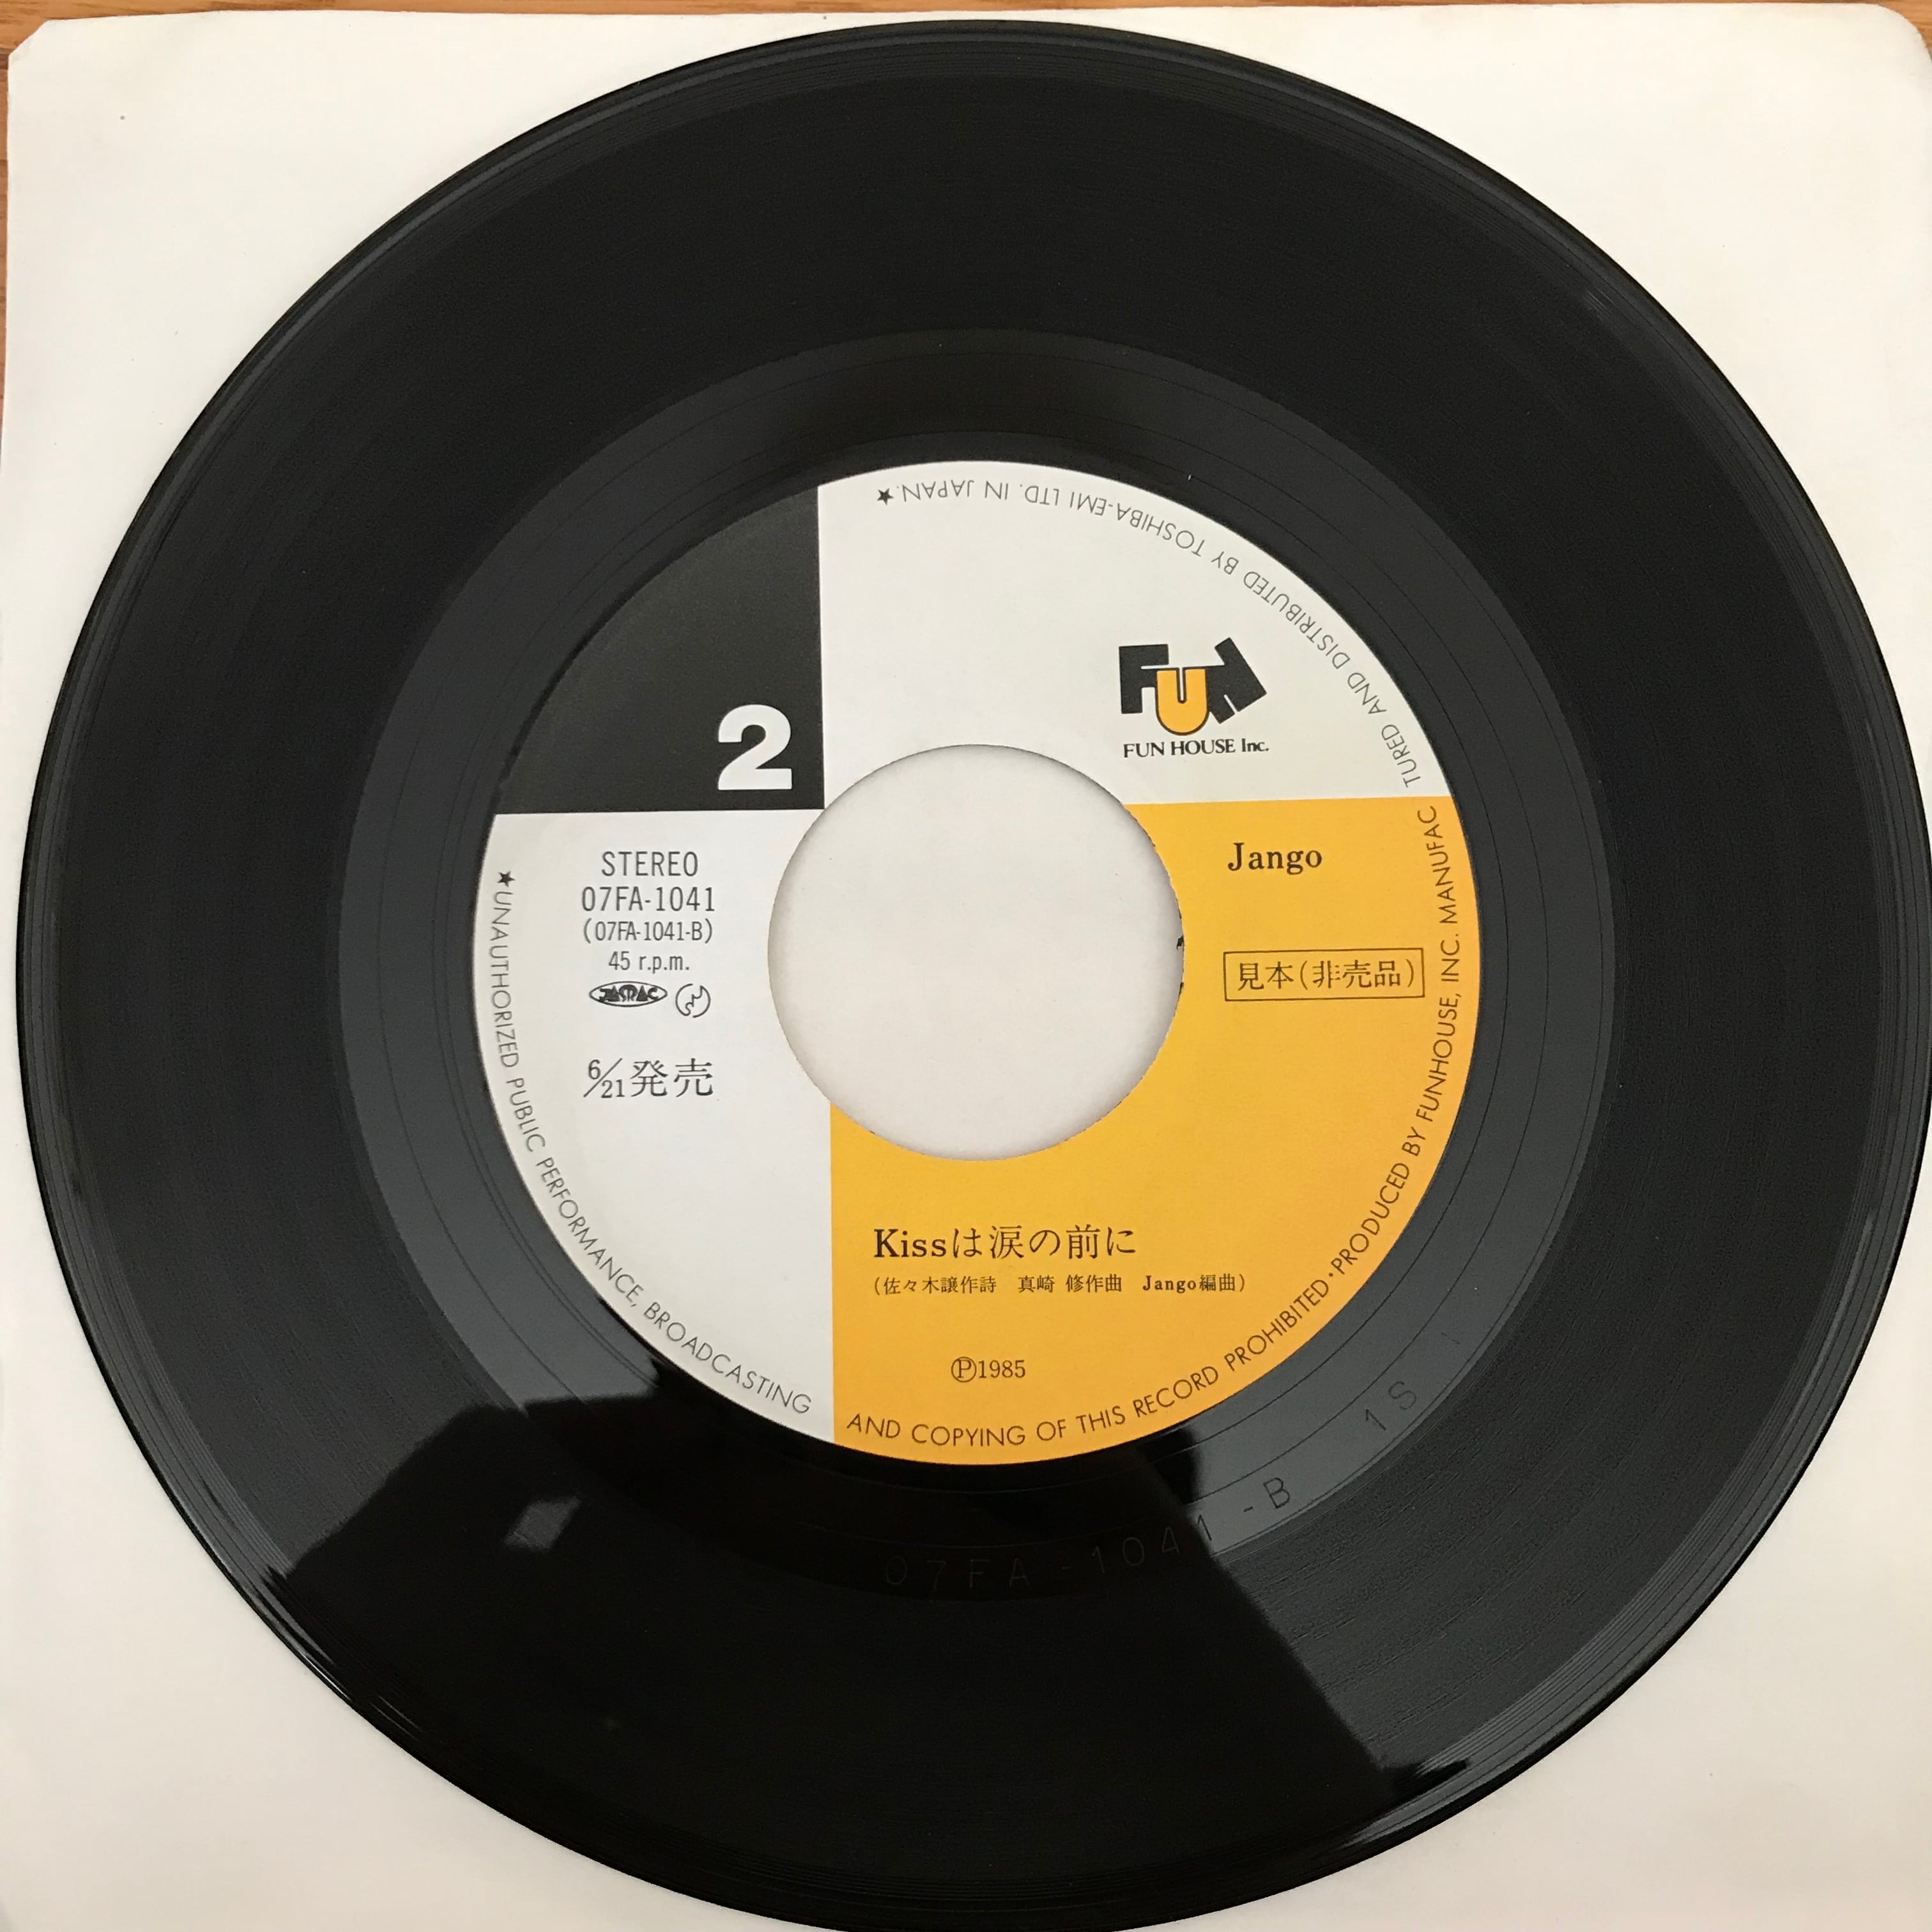 2
FUN
FUN HOUSE Inc.
STEREO
07FA-1041
(07FA-1041-B)
45 r.p.m.
JASRAC
6/21発売
Jango
見本(非売品)
Kissは涙の前に
(佐々木譲作詩 真崎 修作曲 Jango編曲)
Ⓟ1985
★UNAUTHORIZED PUBLIC PERFORMANCE, BROADCASTING AND COPYING OF THIS RECORD PROHIBITED・PRODUCED BY FUNHOUSE, INC. MANUFACTURED AND DISTRIBUTED BY TOSHIBA-EMI LTD. IN JAPAN.★
07FA-1041-B 1S